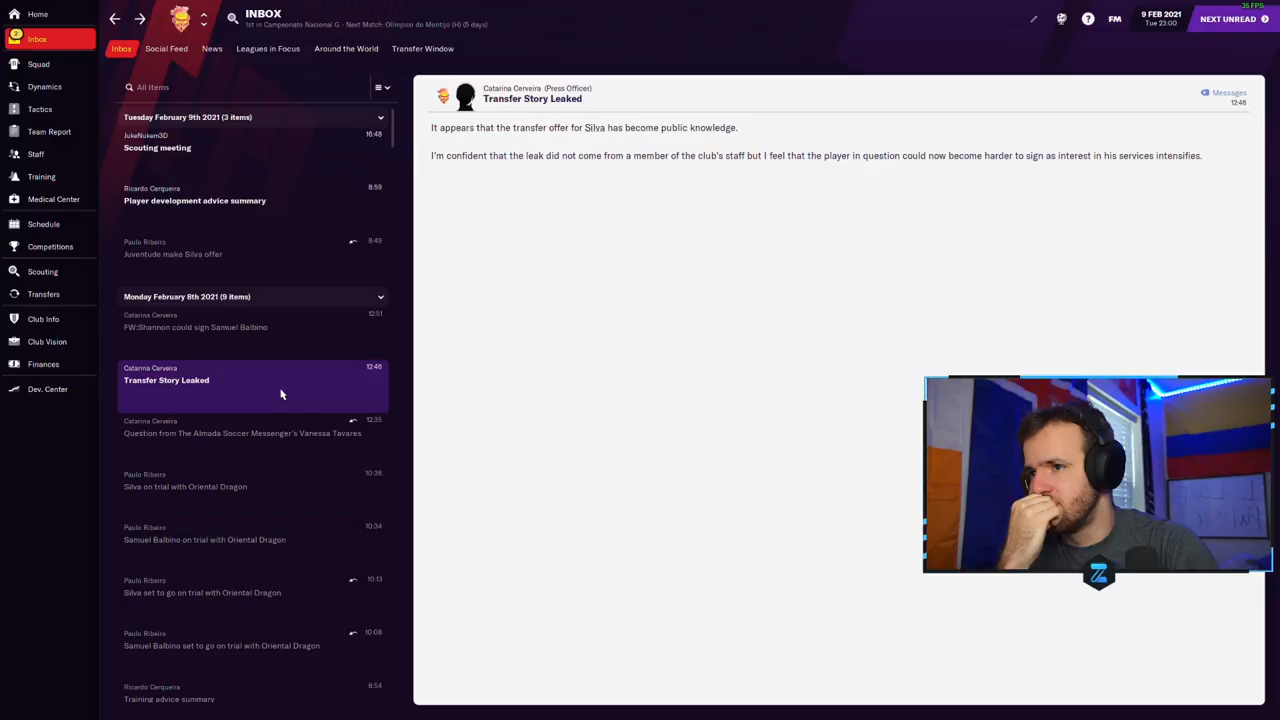 35 FPS
Home
2
Inbox
Squad
Dynamics
Tactics
Team Report
Staff
Training
Medical Center
Schedule
Competitions
Scouting
Transfers
Club Info
Club Vision
Finances
Dev. Center
INBOX
1st in Campeonato Nacional G - Next Match: Olímpico do Montijo (H) (5 days)
?
FM
9 FEB 2021
Tue 23:00
NEXT UNREAD
Inbox
Social Feed
News
Leagues in Focus
Around the World
Transfer Window
All Items
Tuesday February 9th 2021 (3 items)
JukeNukem3D
16:48
Scouting meeting
Ricardo Cerqueira
8:59
Player development advice summary
Paulo Ribeiro
8:49
Juventude make Silva offer
Monday February 8th 2021 (9 items)
Catarina Cerveira
12:51
FW:Shannon could sign Samuel Balbino
Catarina Cerveira
12:46
Transfer Story Leaked
Catarina Cerveira
12:35
Question from The Almada Soccer Messenger's Vanessa Tavares
Paulo Ribeiro
10:36
Silva on trial with Oriental Dragon
Paulo Ribeiro
10:34
Samuel Balbino on trial with Oriental Dragon
Paulo Ribeiro
10:13
Silva set to go on trial with Oriental Dragon
Paulo Ribeiro
10:08
Samuel Balbino set to go on trial with Oriental Dragon
Ricardo Cerqueira
8:54
Training advice summary
Catarina Cerveira (Press Officer)
Transfer Story Leaked
Messages
12:46
It appears that the transfer offer for Silva has become public knowledge.
I'm confident that the leak did not come from a member of the club's staff but I feel that the player in question could now become harder to sign as interest in his services intensifies.
Z